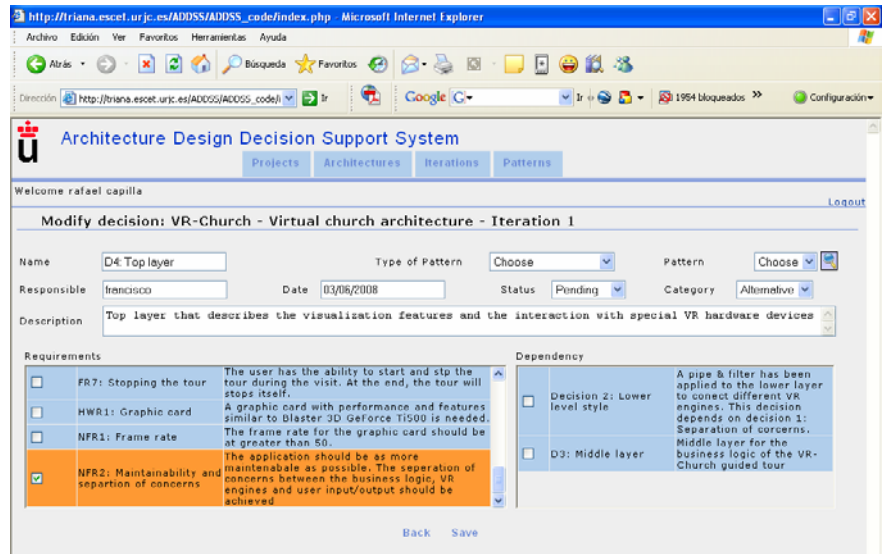 http://triana.escet.urjc.es/ADDSS/ADDSS_code/index.php - Microsoft Internet Explorer
Archivo Edición Ver Favoritos Herramientas Ayuda
Atrás Búsqueda Favoritos
Dirección http://triana.escet.urjc.es/ADDSS/ADDSS_code/i Ir Google G Ir 1954 bloqueados Configuración
ü Architecture Design Decision Support System
Projects Architectures Iterations Patterns
Welcome rafael capilla
Logout
Modify decision: VR-Church - Virtual church architecture - Iteration 1
Name D4: Top layer Type of Pattern Choose Pattern Choose
Responsible francisco Date 03/06/2008 Status Pending Category Alternative
Description Top layer that describes the visualization features and the interaction with special VR hardware devices
Requirements
FR7: Stopping the tour
The user has the ability to start and stp the
tour during the visit. At the end, the tour will
stops itself.
HWR1: Graphic card
A graphic card with performance and features
similar to Blaster 3D GeForce Ti500 is needed.
NFR1: Frame rate
The frame rate for the graphic card should be
at greater than 50.
NFR2: Maintainability and
separtion of concerns
The application should be as more
maintenabale as possible. The seperation of
concerns between the business logic, VR
engines and user input/output should be
achieved
Dependency
Decision 2: Lower
level style
A pipe & filter has been
applied to the lower layer
to conect different VR
engines. This decision
depends on decision 1:
Separation of corcerns.
D3: Middle layer
Middle layer for the
business logic of the VR-
Church guided tour
Back Save